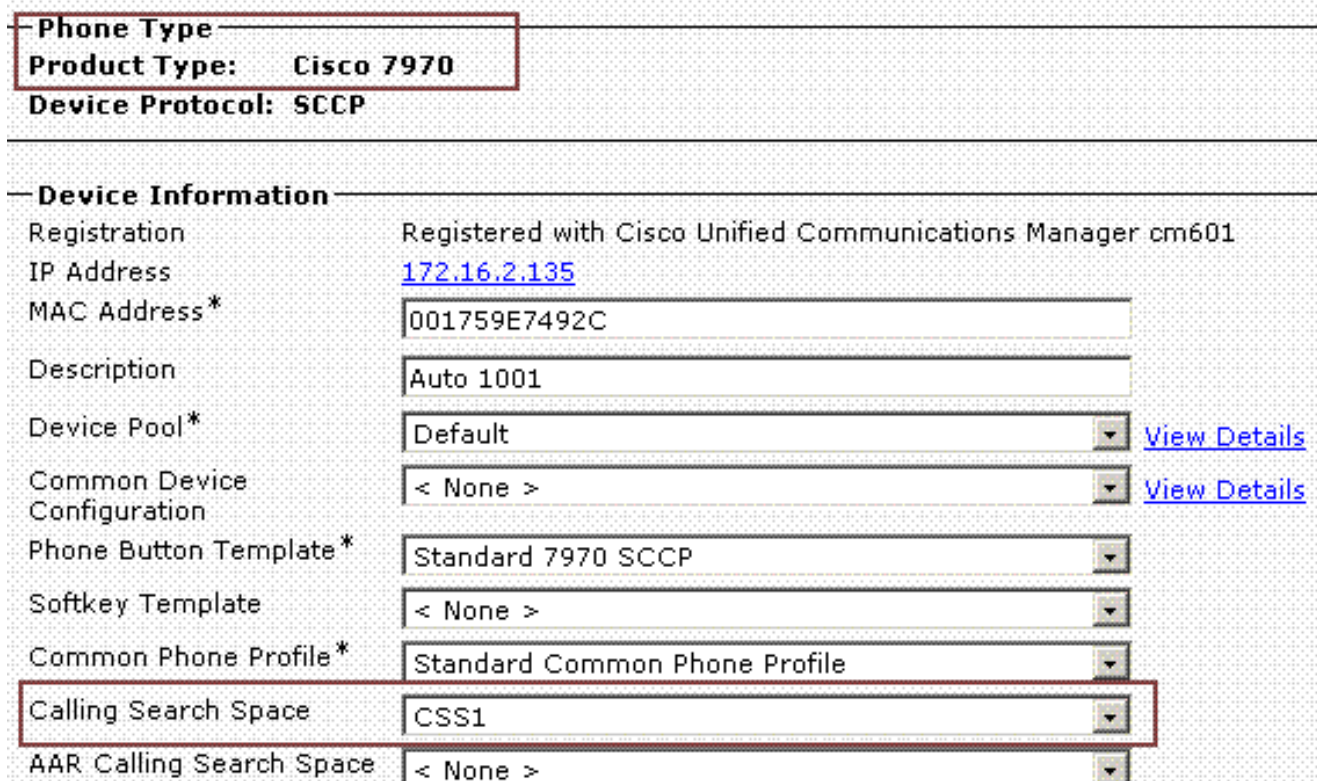 Phone Type
Product Type: Cisco 7970
Device Protocol: SCCP
Device Information
Registration Registered with Cisco Unified Communications Manager cm601
IP Address 172.16.2.135
MAC Address* 001759E7492C
Description Auto 1001
Device Pool* Default View Details
Common Device
Configuration < None > View Details
Phone Button Template* Standard 7970 SCCP
Softkey Template < None >
Common Phone Profile* Standard Common Phone Profile
Calling Search Space CSS1
AAR Calling Search Space < None >